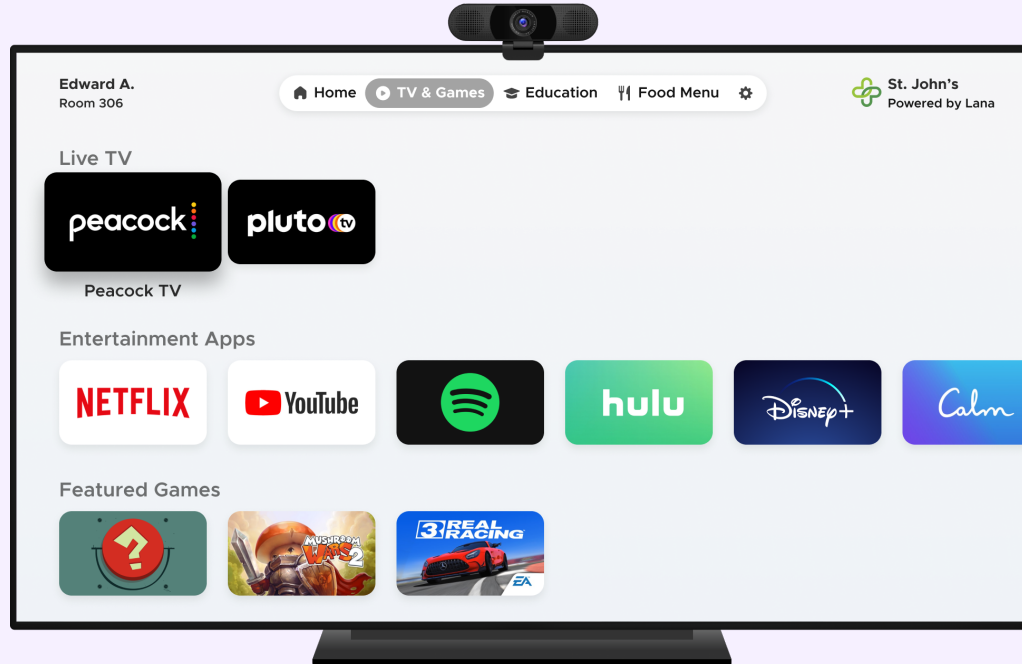 Edward A.
Room 306
Home
TV & Games
Education
Food Menu
St. John's
Powered by Lana
Live TV
peacock
pluto tv
Peacock TV
Entertainment Apps
NETFLIX
YouTube
hulu
Disney+
Calm
Featured Games
?
MUSHROOM
WARS 2
3 REAL
RACING
EA